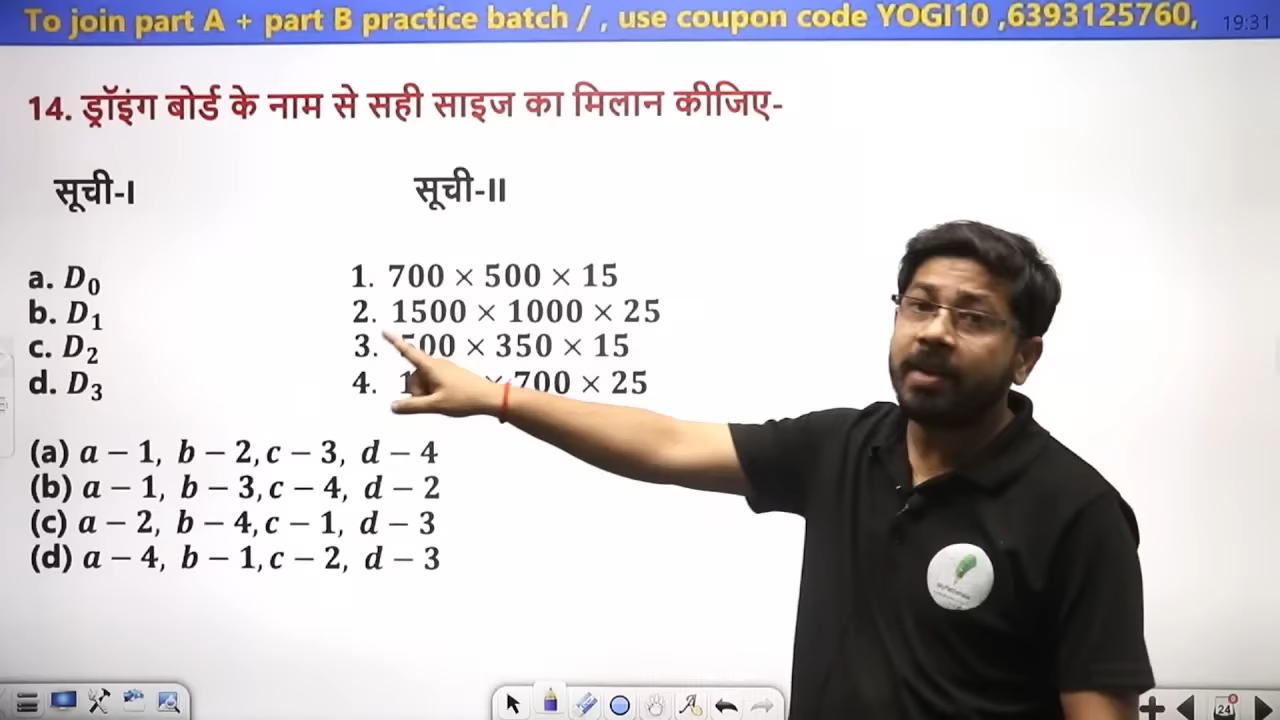 To join part A + part B practice batch / , use coupon code YOGI10 ,6393125760,
19:31
14. ड्रॉइंग बोर्ड के नाम से सही साइज का मिलान कीजिए-
सूची-I सूची-II
a. D₀ 1. 700 × 500 × 15
b. D₁ 2. 1500 × 1000 × 25
c. D₂ 3. 500 × 350 × 15
d. D₃ 4. × 700 × 25
(a) a – 1, b – 2, c – 3, d – 4
(b) a – 1, b – 3, c – 4, d – 2
(c) a – 2, b – 4, c – 1, d – 3
(d) a – 4, b – 1, c – 2, d – 3
24